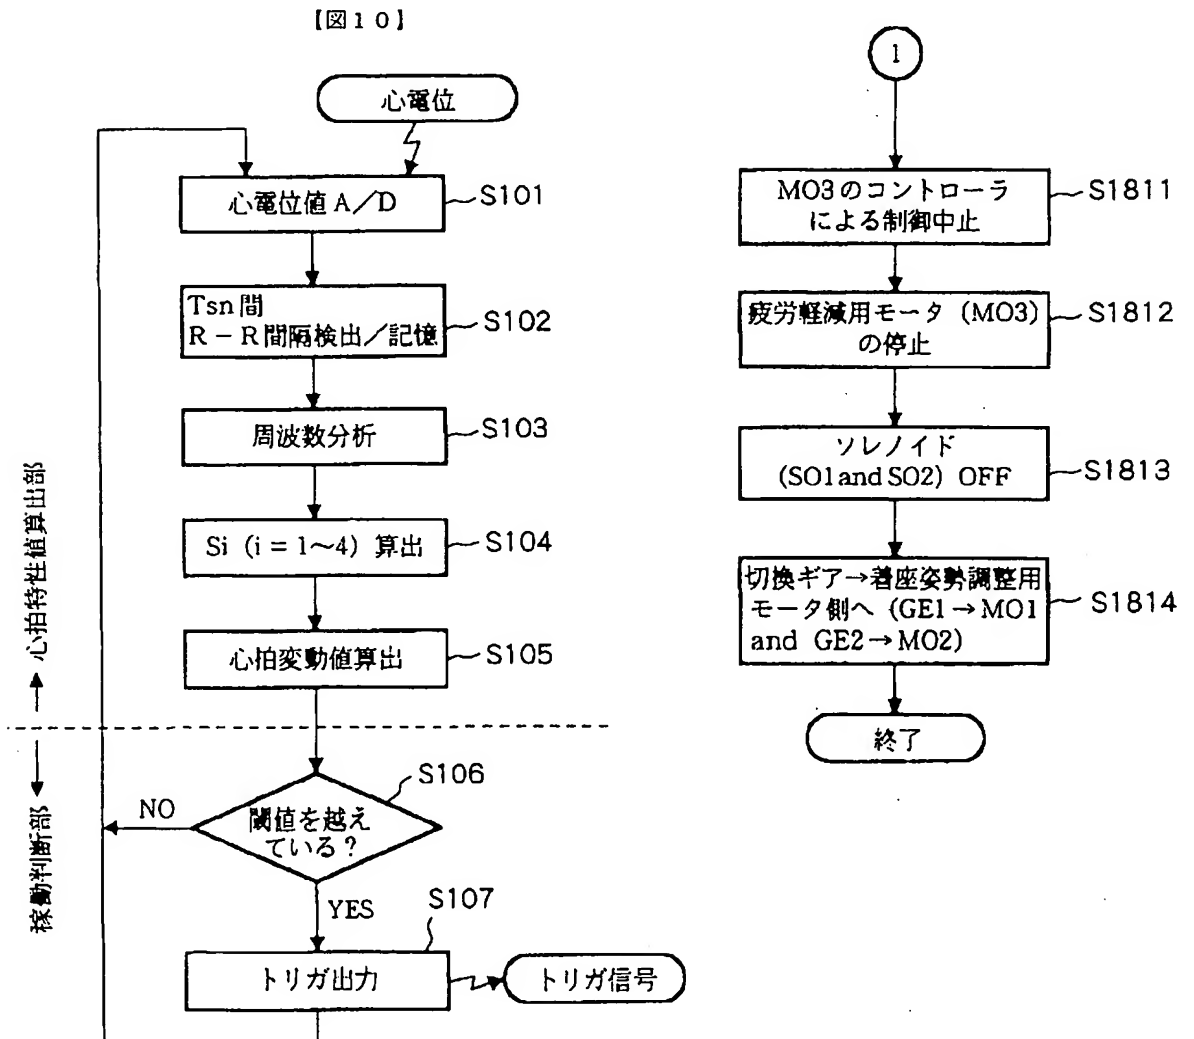 【図10】
心電位
心電位値 A/D
S101
Tsn間
R-R間隔検出/記憶
S102
周波数分析
S103
Si (i = 1~4) 算出
S104
心拍変動値算出
S105
心拍特性値算出部
稼働判断部
S106
閾値を越え
ている?
NO
YES
S107
トリガ出力
トリガ信号
1
MO3のコントローラ
による制御中止
S1811
疲労軽減用モータ (MO3)
の停止
S1812
ソレノイド
(SO1and SO2) OFF
S1813
切換ギア→着座姿勢調整用
モータ側へ (GE1→MO1
and GE2→MO2)
S1814
終了